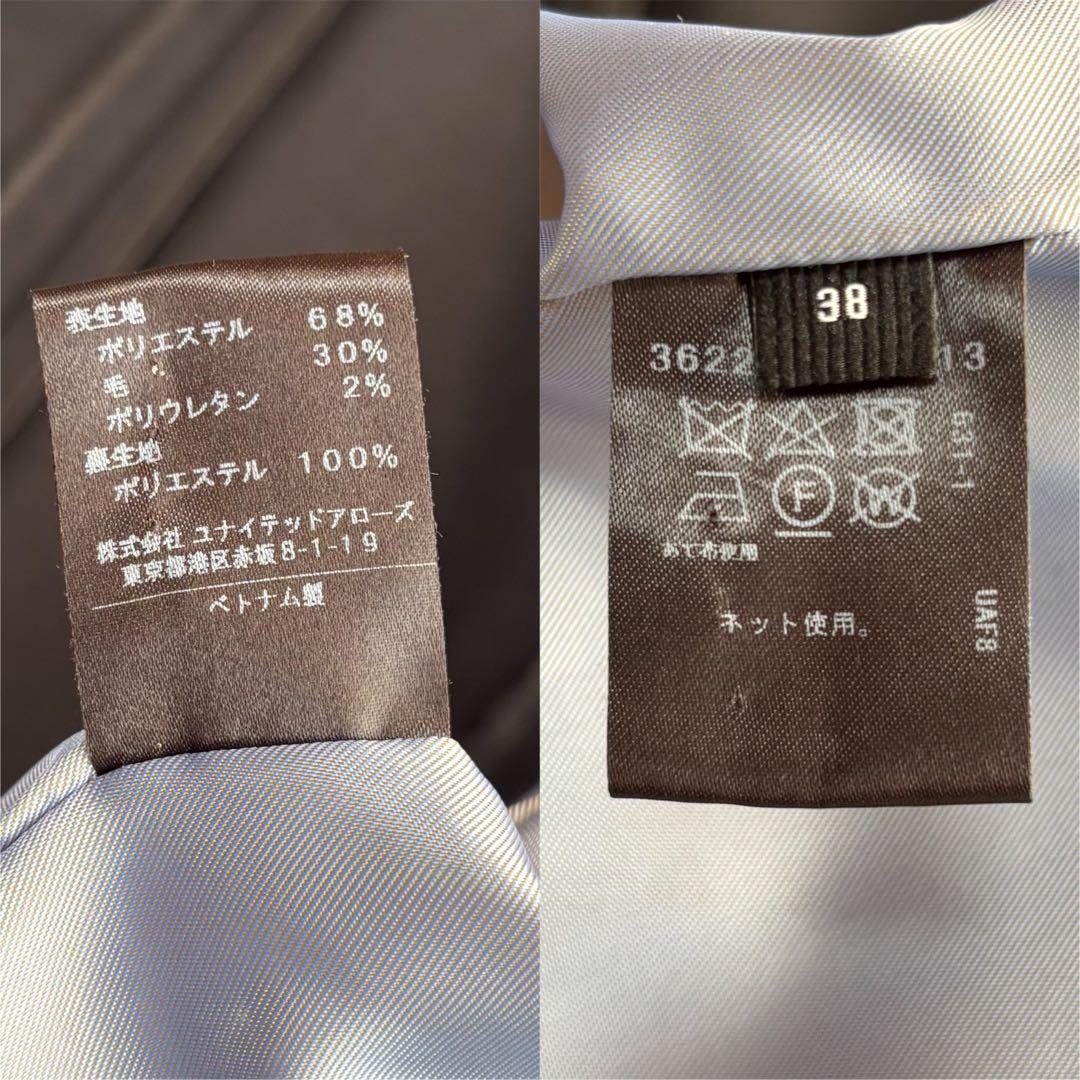 表生地
ポリエステル 68%
毛 30%
ポリウレタン 2%
裏生地
ポリエステル 100%
株式会社 ユナイテッドアローズ
東京都港区赤坂8-1-19
ベトナム製
38
3622 13
F W
あて布使用
ネット使用。
UAF8